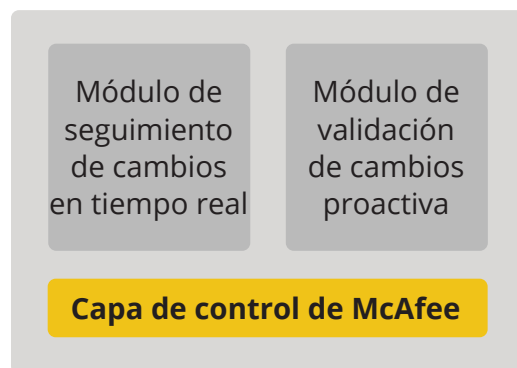 Módulo de
seguimiento
de cambios
en tiempo real
Módulo de
validación
de cambios
proactiva
Capa de control de McAfee